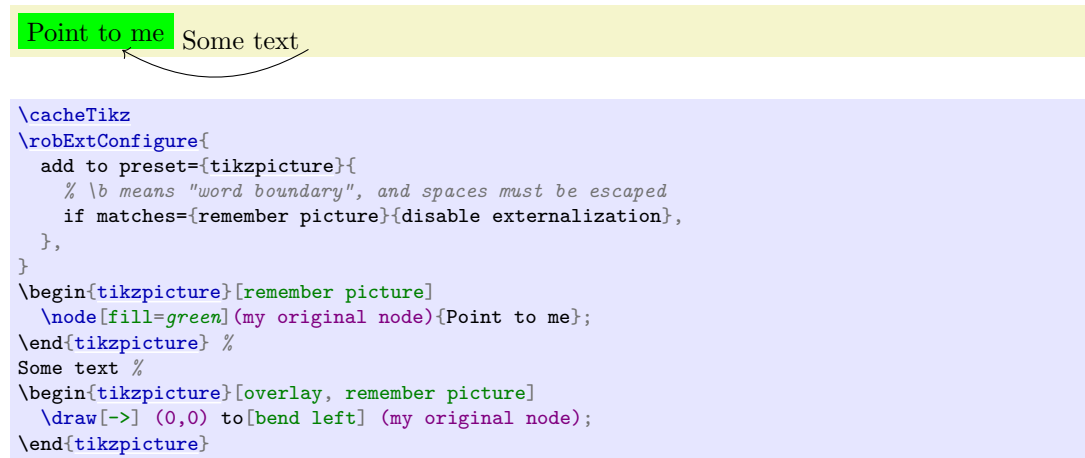 Point to me Some text
\cacheTikz
\robExtConfigure{
  add to preset={tikzpicture}{
    % \b means "word boundary", and spaces must be escaped
    if matches={remember picture}{disable externalization},
  },
}
\begin{tikzpicture}[remember picture]
  \node[fill=green](my original node){Point to me};
\end{tikzpicture} %
Some text %
\begin{tikzpicture}[overlay, remember picture]
  \draw[->] (0,0) to[bend left] (my original node);
\end{tikzpicture}